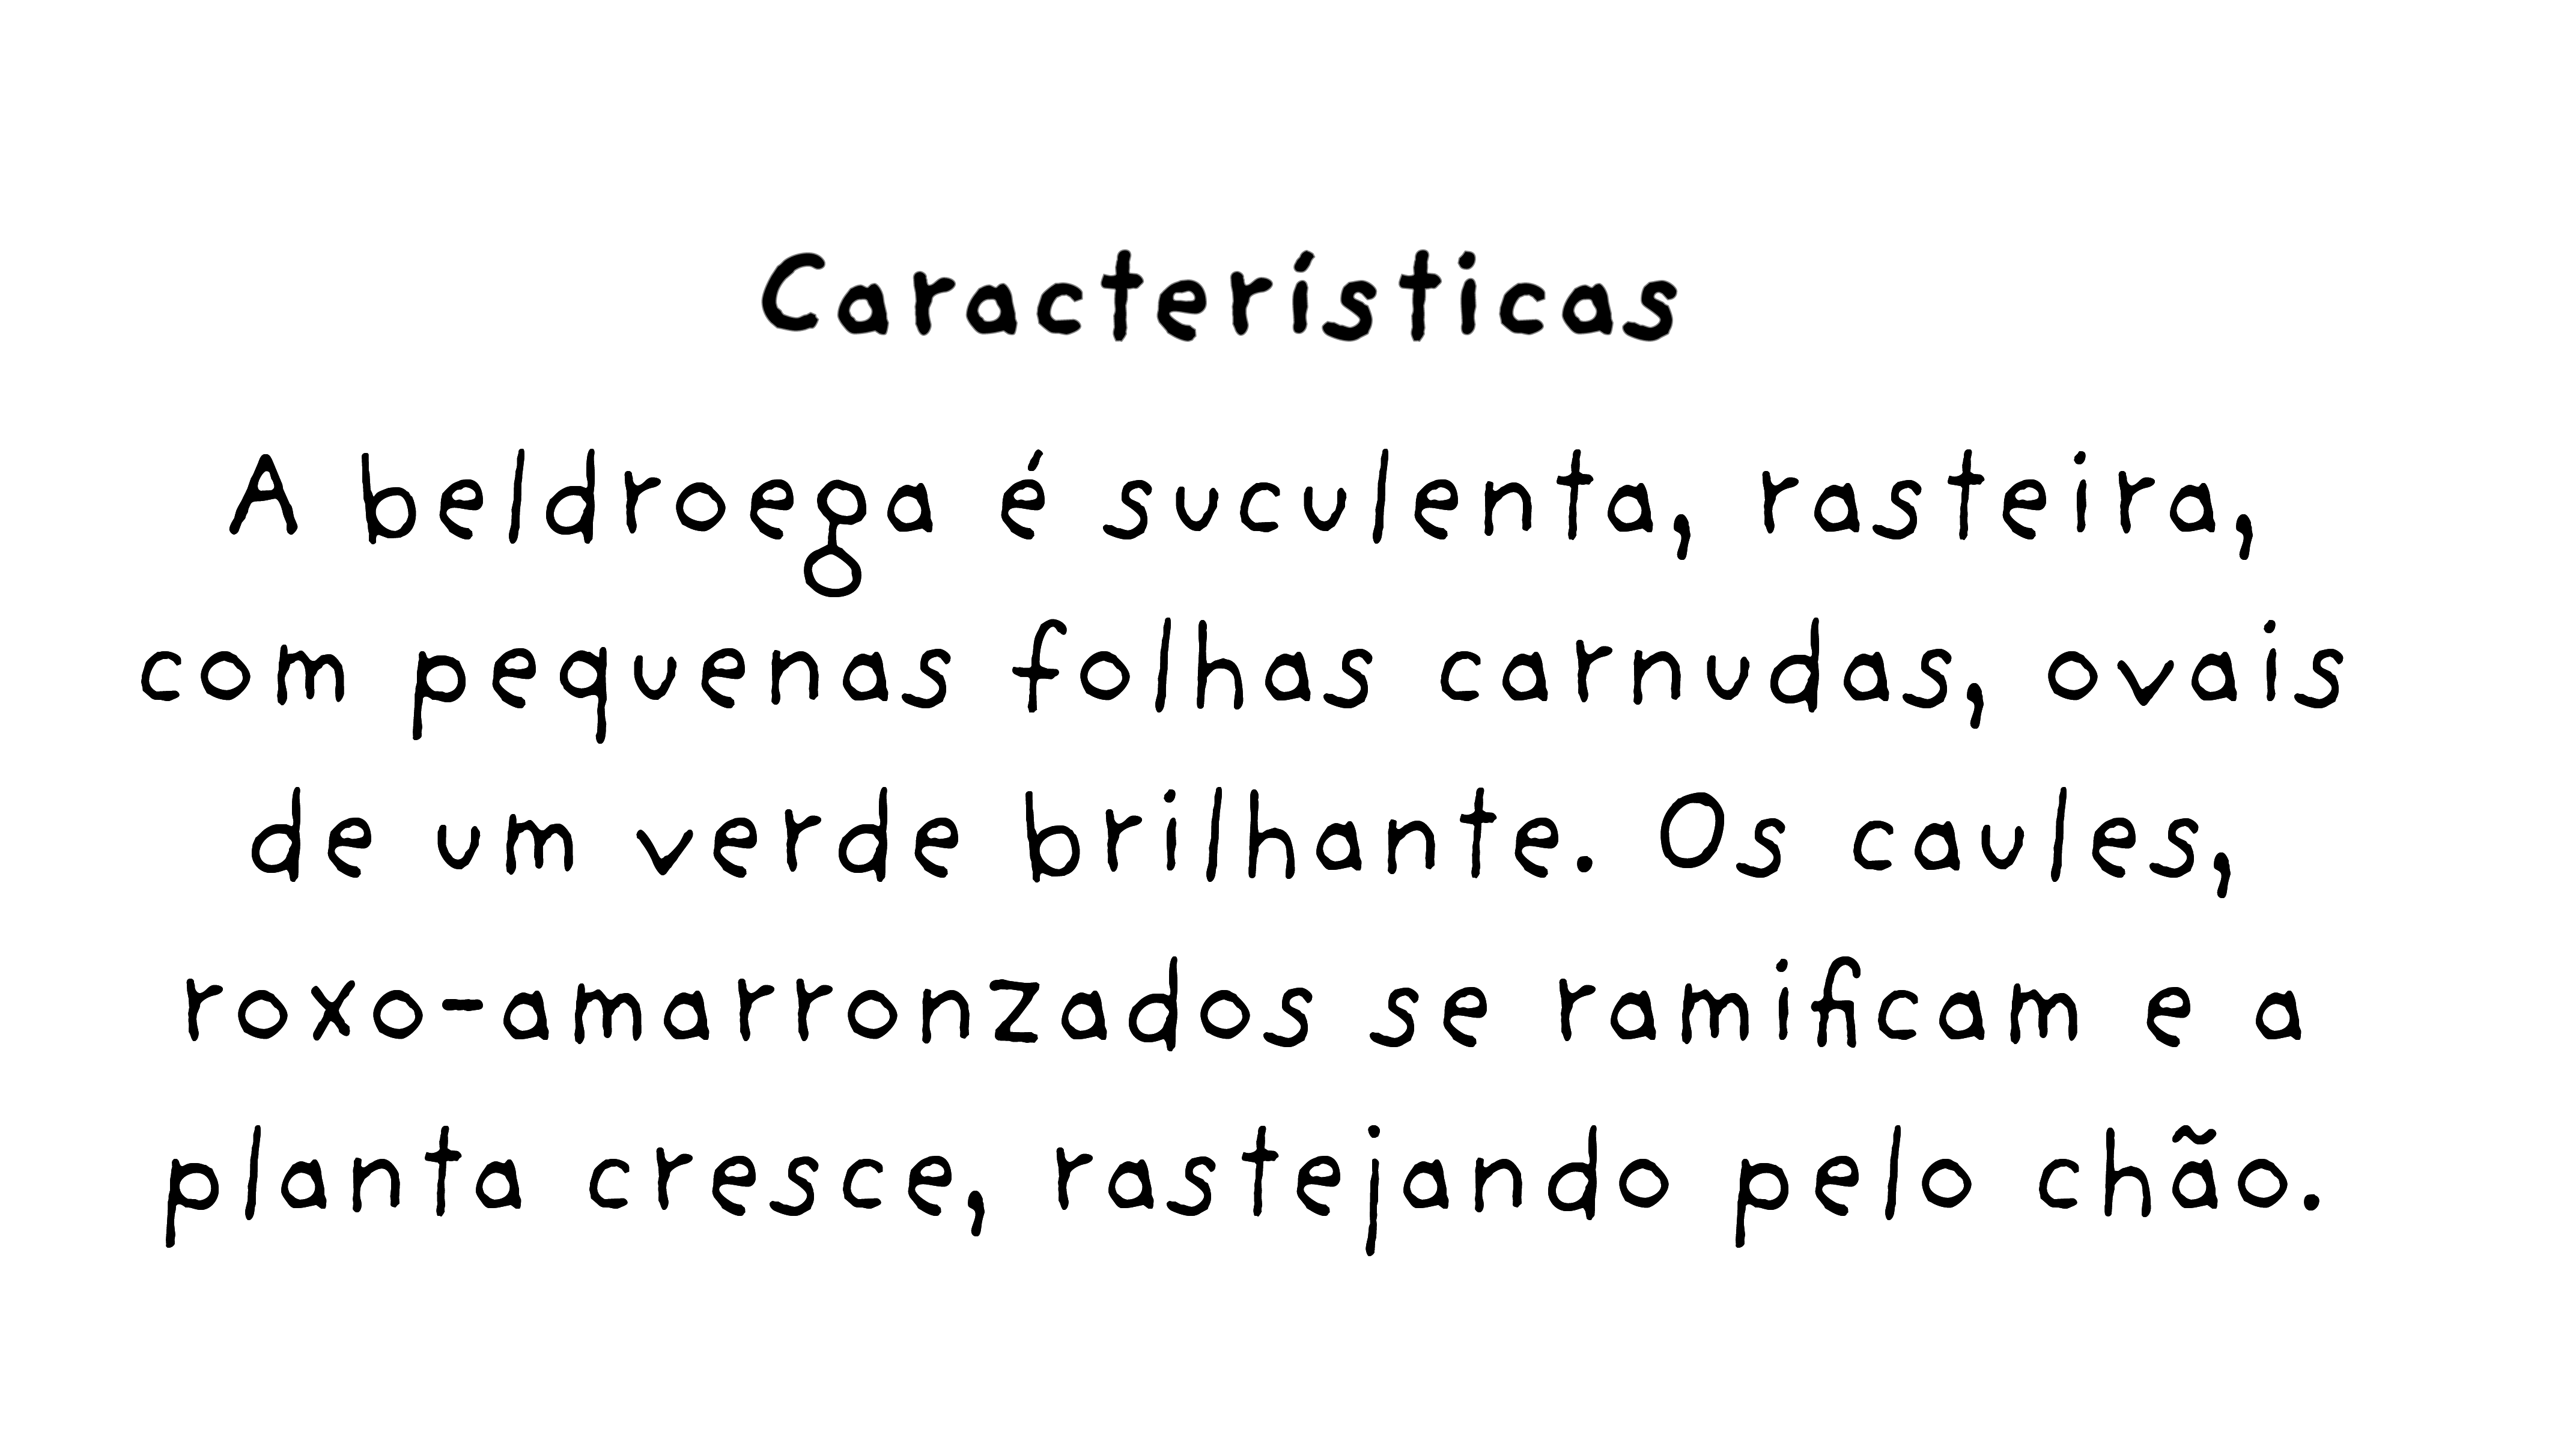 Características
A beldroega é suculenta, rasteira,
com pequenas folhas carnudas, ovais
de um verde brilhante. Os caules,
roxo-amarronzados se ramificam e a
planta cresce, rastejando pelo chão.